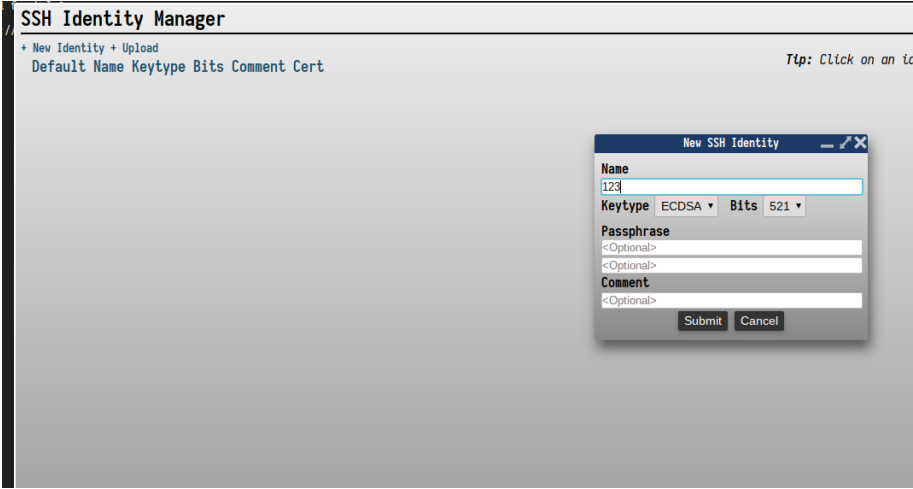 SSH Identity Manager
//
+ New Identity + Upload
Default Name Keytype Bits Comment Cert
Tip: Click on an
New SSH Identity
Name
123
Keytype ECDSA Bits 521
Passphrase
<Optional>
<Optional>
Comment
<Optional>
Submit Cancel